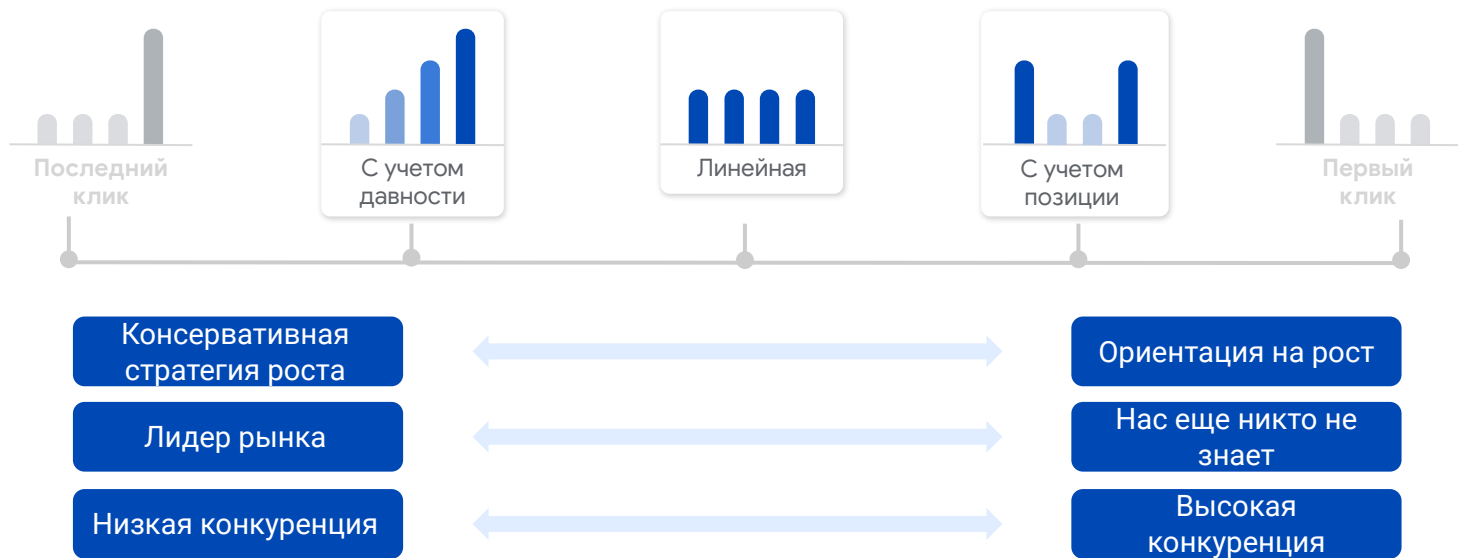 Последний
клик
С учетом
давности
Линейная
С учетом
позиции
Первый
клик
Консервативная
стратегия роста
Ориентация на рост
Лидер рынка
Нас еще никто не
знает
Низкая конкуренция
Высокая
конкуренция